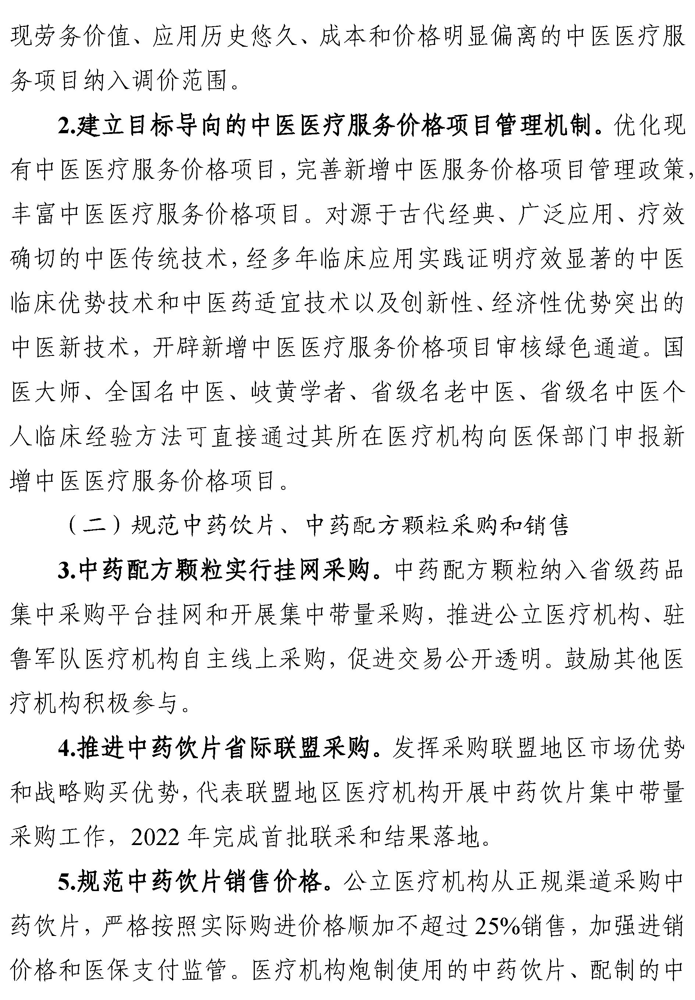 现劳务价值、应用历史悠久、成本和价格明显偏离的中医医疗服
务项目纳入调价范围。
2.建立目标导向的中医医疗服务价格项目管理机制。优化现
有中医医疗服务价格项目，完善新增中医服务价格项目管理政策，
丰富中医医疗服务价格项目。对源于古代经典、广泛应用、疗效
确切的中医传统技术，经多年临床应用实践证明疗效显著的中医
临床优势技术和中医药适宜技术以及创新性、经济性优势突出的
中医新技术，开辟新增中医医疗服务价格项目审核绿色通道。国
医大师、全国名中医、岐黄学者、省级名老中医、省级名中医个
人临床经验方法可直接通过其所在医疗机构向医保部门申报新
增中医医疗服务价格项目。
（二）规范中药饮片、中药配方颗粒采购和销售
3.中药配方颗粒实行挂网采购。中药配方颗粒纳入省级药品
集中采购平台挂网和开展集中带量采购，推进公立医疗机构、驻
鲁军队医疗机构自主线上采购，促进交易公开透明。鼓励其他医
疗机构积极参与。
4.推进中药饮片省际联盟采购。发挥采购联盟地区市场优势
和战略购买优势，代表联盟地区医疗机构开展中药饮片集中带量
采购工作，2022 年完成首批联采和结果落地。
5.规范中药饮片销售价格。公立医疗机构从正规渠道采购中
药饮片，严格按照实际购进价格顺加不超过 25%销售，加强进销
价格和医保支付监管。医疗机构炮制使用的中药饮片、配制的中